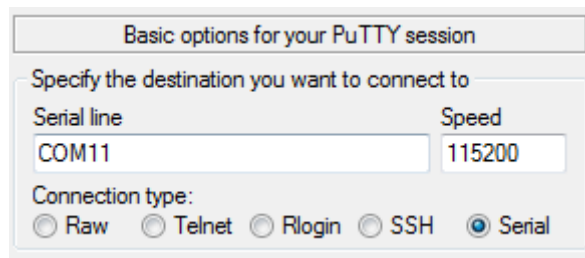 Basic options for your PuTTY session
Specify the destination you want to connect to
Serial line Speed
COM11 115200
Connection type:
Raw Telnet Rlogin SSH Serial